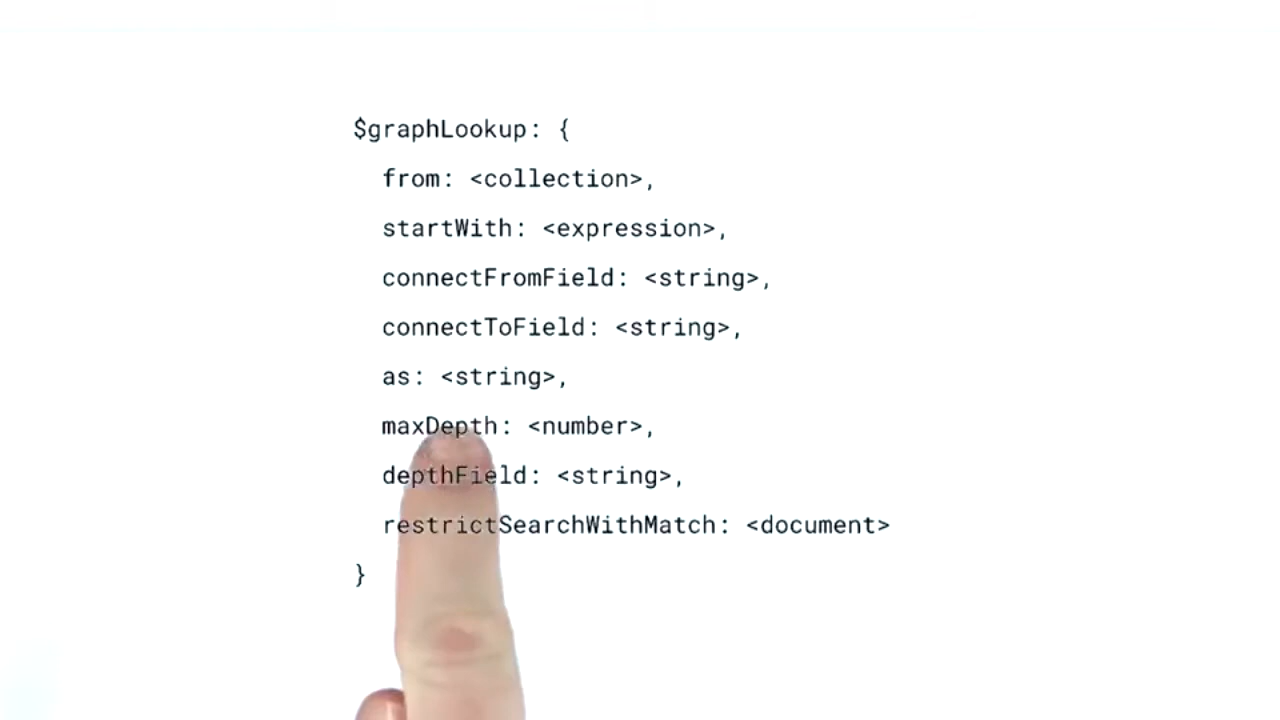 $graphLookup: {
from: <collection>,
startWith: <expression>,
connectFromField: <string>,
connectToField: <string>,
as: <string>,
maxDepth: <number>,
depthField: <string>,
restrictSearchWithMatch: <document>
}